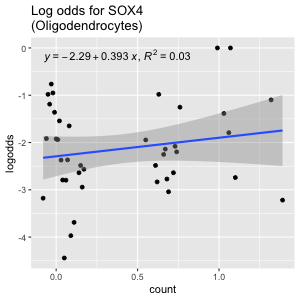 Log odds for SOX4
(Oligodendrocytes)
y = −2.29 + 0.393 x, R² = 0.03
0
-1
-2
-3
-4
logodds
0.0 0.5 1.0
count